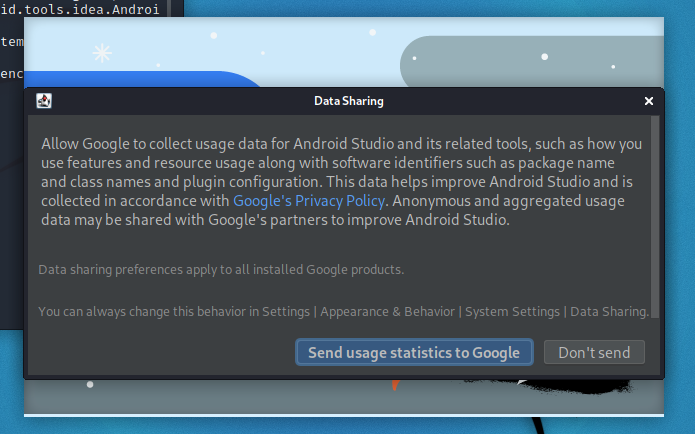 id.tools.idea.Androi
tem
enc
Data Sharing
Allow Google to collect usage data for Android Studio and its related tools, such as how you
use features and resource usage along with software identifiers such as package name
and class names and plugin configuration. This data helps improve Android Studio and is
collected in accordance with Google's Privacy Policy. Anonymous and aggregated usage
data may be shared with Google's partners to improve Android Studio.
Data sharing preferences apply to all installed Google products.
You can always change this behavior in Settings | Appearance & Behavior | System Settings | Data Sharing.
Send usage statistics to Google
Don't send